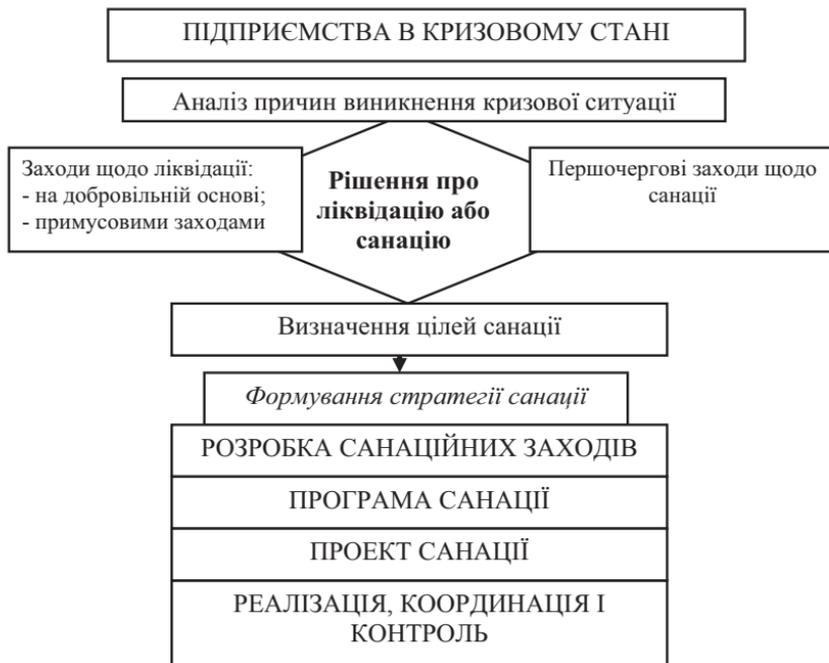 ПІДПРИЄМСТВА В КРИЗОВОМУ СТАНІ
Аналіз причин виникнення кризової ситуації
Заходи щодо ліквідації:
- на добровільній основі;
- примусовими заходами
Рішення про
ліквідацію або
санацію
Першочергові заходи щодо
санації
Визначення цілей санації
Формування стратегії санації
РОЗРОБКА САНАЦІЙНИХ ЗАХОДІВ
ПРОГРАМА САНАЦІЇ
ПРОЕКТ САНАЦІЇ
РЕАЛІЗАЦІЯ, КООРДИНАЦІЯ І
КОНТРОЛЬ